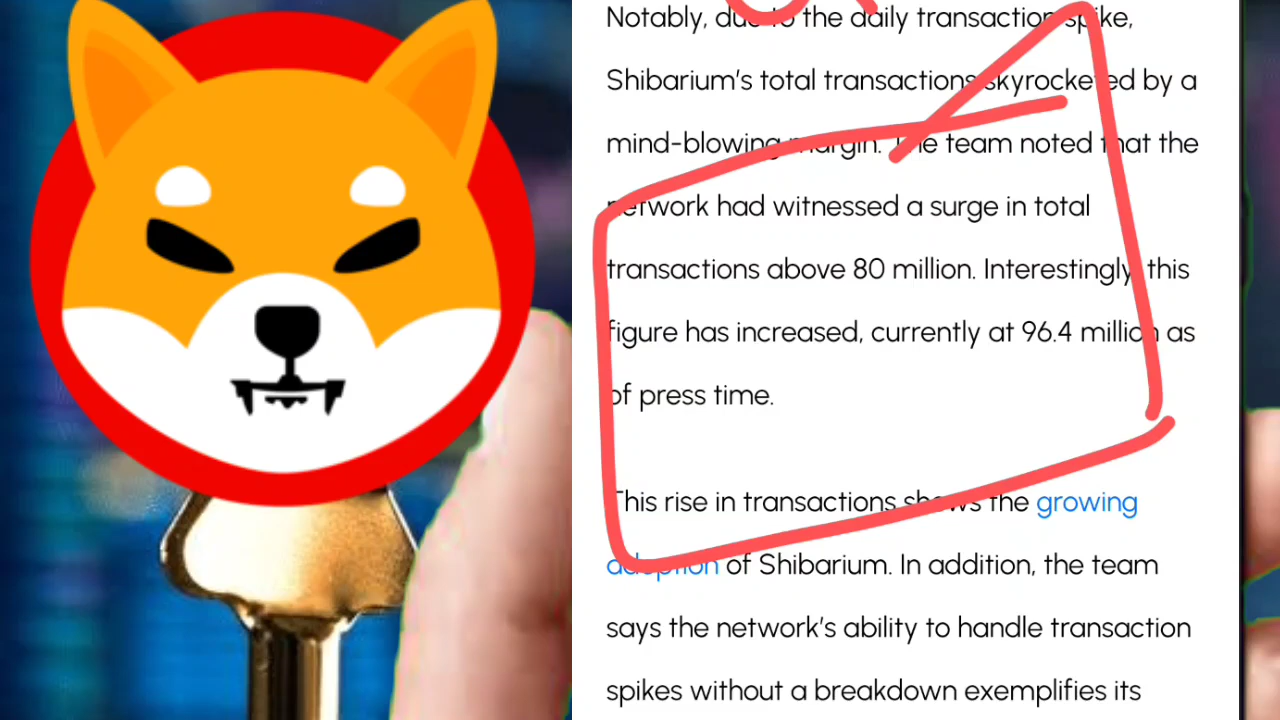 Notably, due to the daily transaction spike,
Shibarium's total transactions skyrocketed by a
mind-blowing margin. The team noted that the
network had witnessed a surge in total
transactions above 80 million. Interestingly, this
figure has increased, currently at 96.4 million as
of press time.
This rise in transactions shows the growing
adoption of Shibarium. In addition, the team
says the network's ability to handle transaction
spikes without a breakdown exemplifies its